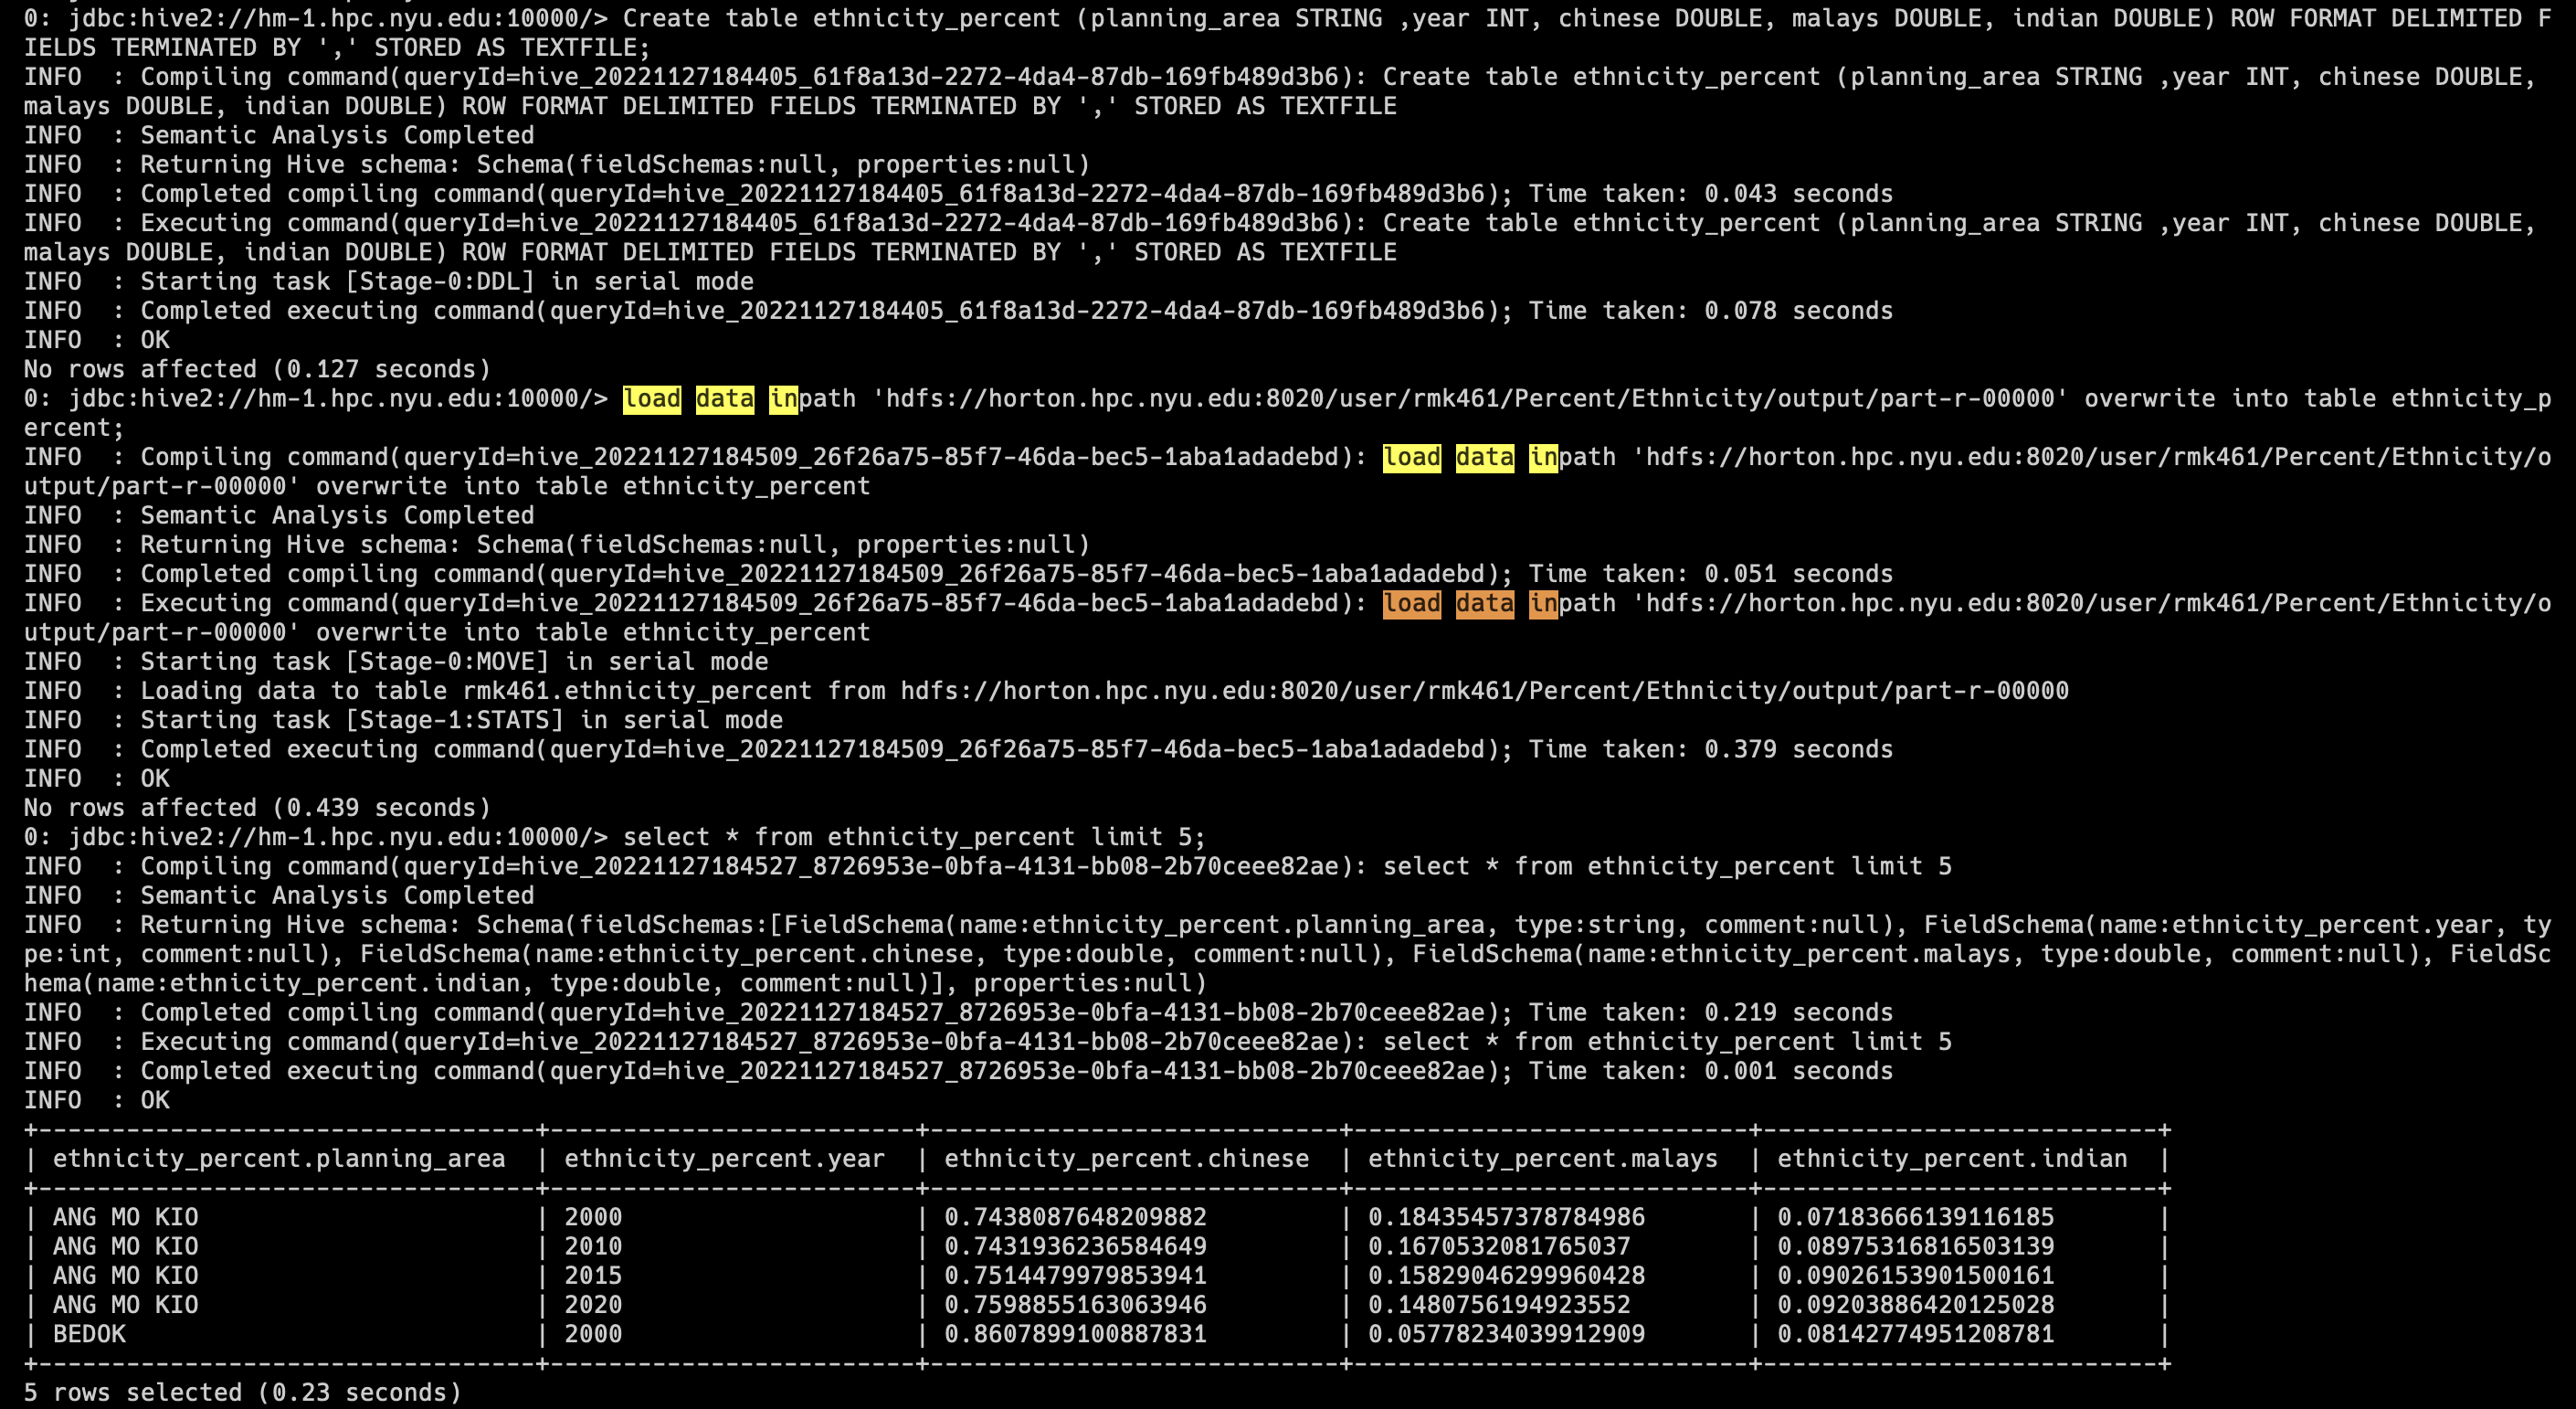 0: jdbc:hive2://hm-1.hpc.nyu.edu:10000/> Create table ethnicity_percent (planning_area STRING ,year INT, chinese DOUBLE, malays DOUBLE, indian DOUBLE) ROW FORMAT DELIMITED F
IELDS TERMINATED BY ',' STORED AS TEXTFILE;
INFO  : Compiling command(queryId=hive_20221127184405_61f8a13d-2272-4da4-87db-169fb489d3b6): Create table ethnicity_percent (planning_area STRING ,year INT, chinese DOUBLE,
malays DOUBLE, indian DOUBLE) ROW FORMAT DELIMITED FIELDS TERMINATED BY ',' STORED AS TEXTFILE
INFO  : Semantic Analysis Completed
INFO  : Returning Hive schema: Schema(fieldSchemas:null, properties:null)
INFO  : Completed compiling command(queryId=hive_20221127184405_61f8a13d-2272-4da4-87db-169fb489d3b6); Time taken: 0.043 seconds
INFO  : Executing command(queryId=hive_20221127184405_61f8a13d-2272-4da4-87db-169fb489d3b6): Create table ethnicity_percent (planning_area STRING ,year INT, chinese DOUBLE,
malays DOUBLE, indian DOUBLE) ROW FORMAT DELIMITED FIELDS TERMINATED BY ',' STORED AS TEXTFILE
INFO  : Starting task [Stage-0:DDL] in serial mode
INFO  : Completed executing command(queryId=hive_20221127184405_61f8a13d-2272-4da4-87db-169fb489d3b6); Time taken: 0.078 seconds
INFO  : OK
No rows affected (0.127 seconds)
0: jdbc:hive2://hm-1.hpc.nyu.edu:10000/> load data inpath 'hdfs://horton.hpc.nyu.edu:8020/user/rmk461/Percent/Ethnicity/output/part-r-00000' overwrite into table ethnicity_p
ercent;
INFO  : Compiling command(queryId=hive_20221127184509_26f26a75-85f7-46da-bec5-1aba1adadebd): load data inpath 'hdfs://horton.hpc.nyu.edu:8020/user/rmk461/Percent/Ethnicity/o
utput/part-r-00000' overwrite into table ethnicity_percent
INFO  : Semantic Analysis Completed
INFO  : Returning Hive schema: Schema(fieldSchemas:null, properties:null)
INFO  : Completed compiling command(queryId=hive_20221127184509_26f26a75-85f7-46da-bec5-1aba1adadebd); Time taken: 0.051 seconds
INFO  : Executing command(queryId=hive_20221127184509_26f26a75-85f7-46da-bec5-1aba1adadebd): load data inpath 'hdfs://horton.hpc.nyu.edu:8020/user/rmk461/Percent/Ethnicity/o
utput/part-r-00000' overwrite into table ethnicity_percent
INFO  : Starting task [Stage-0:MOVE] in serial mode
INFO  : Loading data to table rmk461.ethnicity_percent from hdfs://horton.hpc.nyu.edu:8020/user/rmk461/Percent/Ethnicity/output/part-r-00000
INFO  : Starting task [Stage-1:STATS] in serial mode
INFO  : Completed executing command(queryId=hive_20221127184509_26f26a75-85f7-46da-bec5-1aba1adadebd); Time taken: 0.379 seconds
INFO  : OK
No rows affected (0.439 seconds)
0: jdbc:hive2://hm-1.hpc.nyu.edu:10000/> select * from ethnicity_percent limit 5;
INFO  : Compiling command(queryId=hive_20221127184527_8726953e-0bfa-4131-bb08-2b70ceee82ae): select * from ethnicity_percent limit 5
INFO  : Semantic Analysis Completed
INFO  : Returning Hive schema: Schema(fieldSchemas:[FieldSchema(name:ethnicity_percent.planning_area, type:string, comment:null), FieldSchema(name:ethnicity_percent.year, ty
pe:int, comment:null), FieldSchema(name:ethnicity_percent.chinese, type:double, comment:null), FieldSchema(name:ethnicity_percent.malays, type:double, comment:null), FieldSc
hema(name:ethnicity_percent.indian, type:double, comment:null)], properties:null)
INFO  : Completed compiling command(queryId=hive_20221127184527_8726953e-0bfa-4131-bb08-2b70ceee82ae); Time taken: 0.219 seconds
INFO  : Executing command(queryId=hive_20221127184527_8726953e-0bfa-4131-bb08-2b70ceee82ae): select * from ethnicity_percent limit 5
INFO  : Completed executing command(queryId=hive_20221127184527_8726953e-0bfa-4131-bb08-2b70ceee82ae); Time taken: 0.001 seconds
INFO  : OK
+----------------------------------+-------------------------+----------------------------+----------------------------+---------------------------+
| ethnicity_percent.planning_area  | ethnicity_percent.year  | ethnicity_percent.chinese  | ethnicity_percent.malays  | ethnicity_percent.indian  |
+----------------------------------+-------------------------+----------------------------+----------------------------+---------------------------+
| ANG MO KIO                       | 2000                    | 0.7438087648209882         | 0.18435457378784986       | 0.07183666139116185       |
| ANG MO KIO                       | 2010                    | 0.7431936236584649         | 0.1670532081765037        | 0.08975316816503139       |
| ANG MO KIO                       | 2015                    | 0.7514479979853941         | 0.15829046299960428       | 0.09026153901500161       |
| ANG MO KIO                       | 2020                    | 0.7598855163063946         | 0.1480756194923552        | 0.09203886420125028       |
| BEDOK                            | 2000                    | 0.8607899100887831         | 0.05778234039912909       | 0.08142774951208781       |
+----------------------------------+-------------------------+----------------------------+----------------------------+---------------------------+
5 rows selected (0.23 seconds)